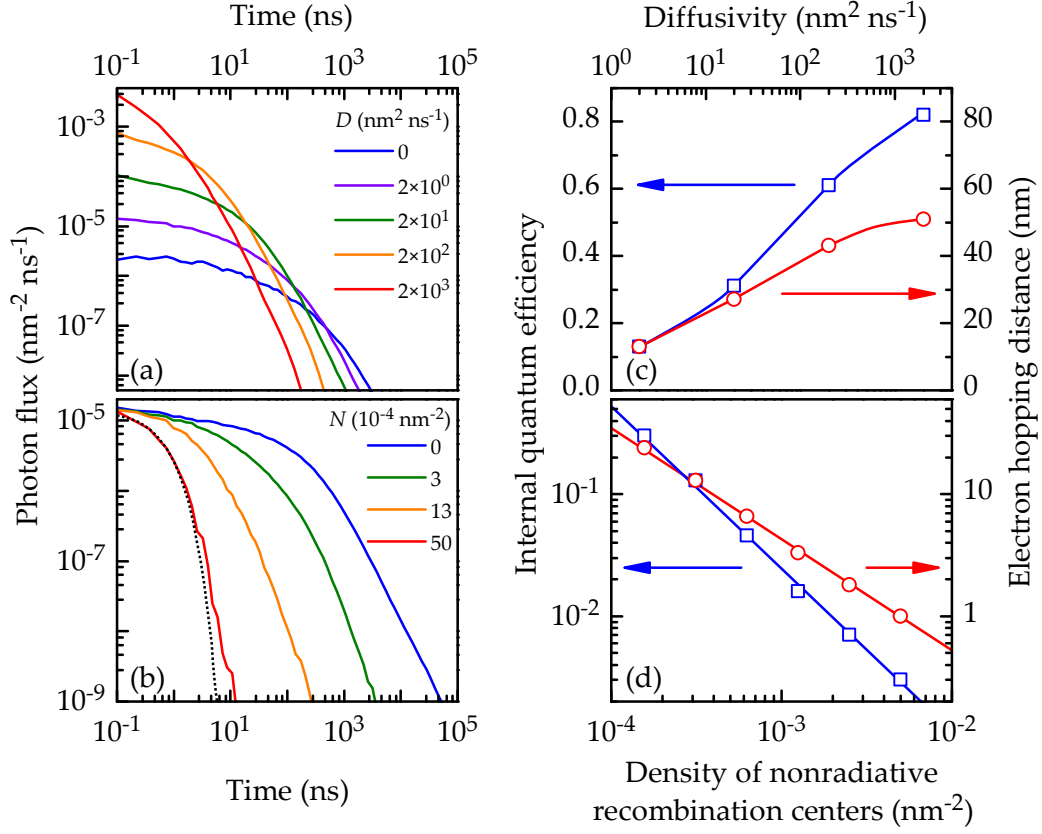 Time (ns)
10⁻¹ 10¹ 10³ 10⁵
Photon flux (nm⁻² ns⁻¹)
10⁻³
10⁻⁵
10⁻⁷
D (nm² ns⁻¹)
0
2×10⁰
2×10¹
2×10²
2×10³
(a)
10⁻⁵
10⁻⁷
10⁻⁹
N (10⁻⁴ nm⁻²)
0
3
13
50
(b)
10⁻¹ 10¹ 10³ 10⁵
Time (ns)
Diffusivity (nm² ns⁻¹)
10⁰ 10¹ 10² 10³
Internal quantum efficiency
0.8
0.6
0.4
0.2
0.0
(c)
80
60
40
20
0
Electron hopping distance (nm)
10⁻¹
10⁻²
(d)
10
1
10⁻⁴ 10⁻³ 10⁻²
Density of nonradiative
recombination centers (nm⁻²)